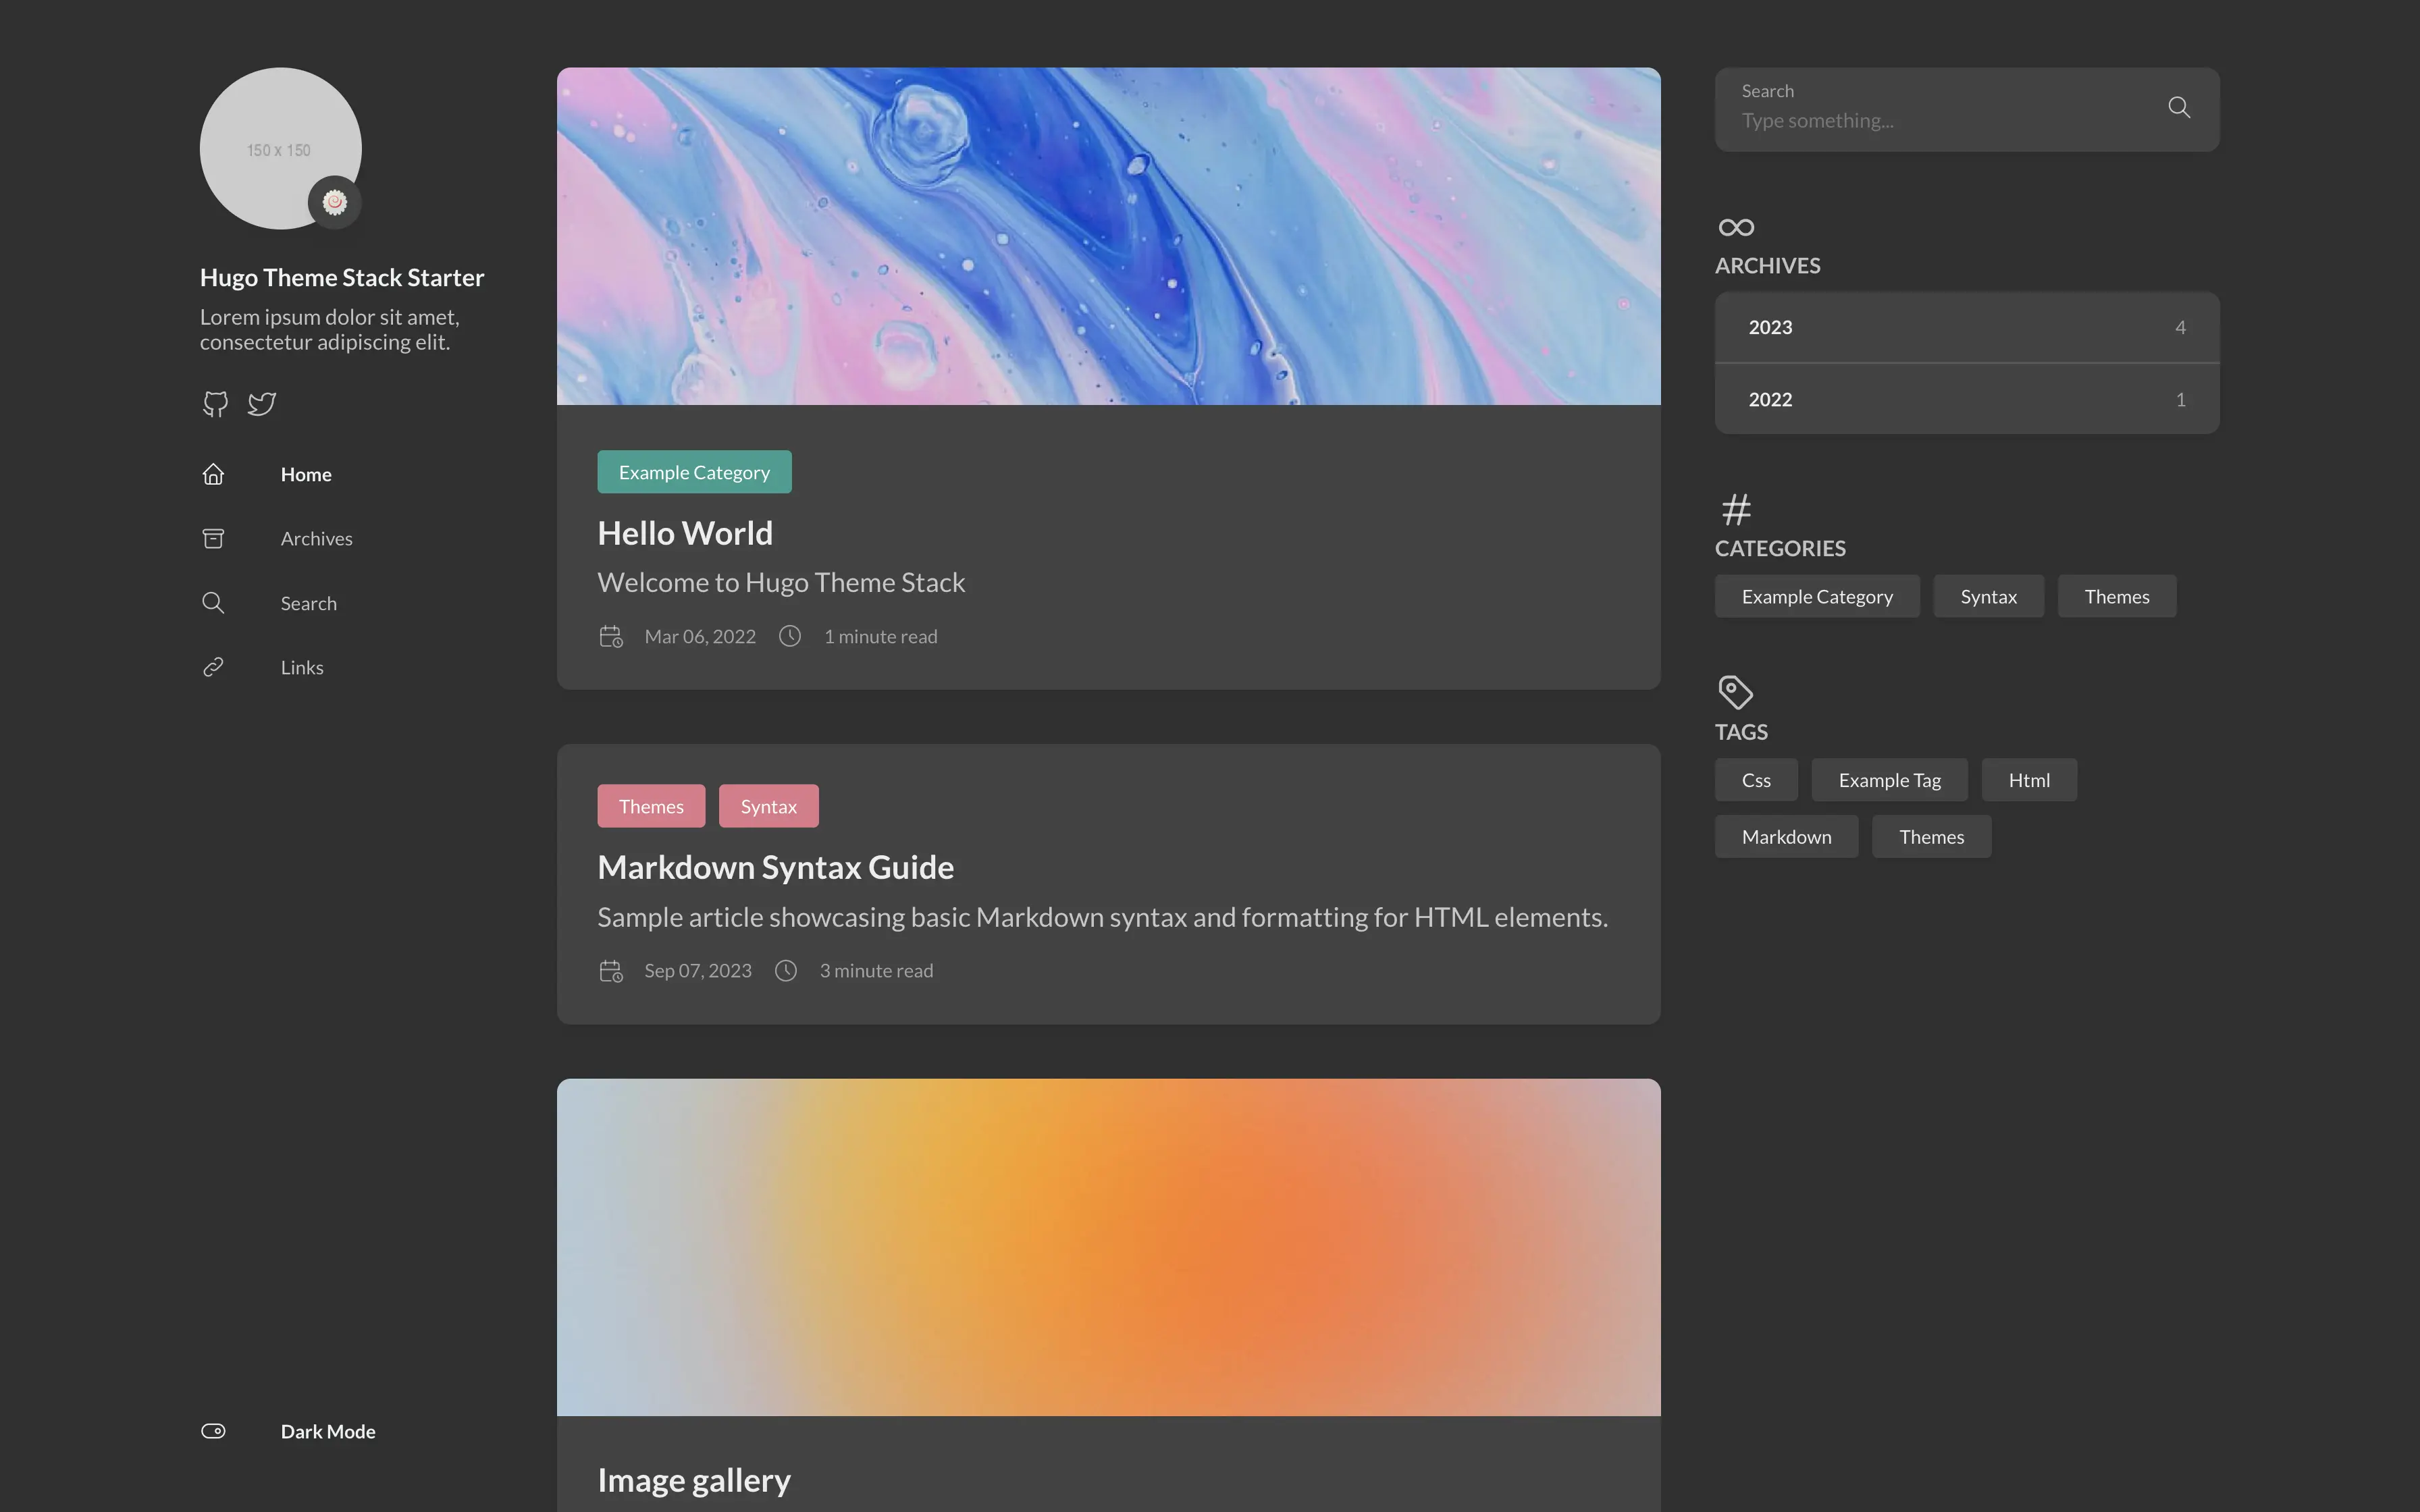 150 x 150
Hugo Theme Stack Starter
Lorem ipsum dolor sit amet,
consectetur adipiscing elit.
Home
Archives
Search
Links
Dark Mode
Example Category
Hello World
Welcome to Hugo Theme Stack
Mar 06, 2022 1 minute read
Themes Syntax
Markdown Syntax Guide
Sample article showcasing basic Markdown syntax and formatting for HTML elements.
Sep 07, 2023 3 minute read
Image gallery
Search
Type something...
ARCHIVES
2023 4
2022 1
CATEGORIES
Example Category Syntax Themes
TAGS
Css Example Tag Html
Markdown Themes